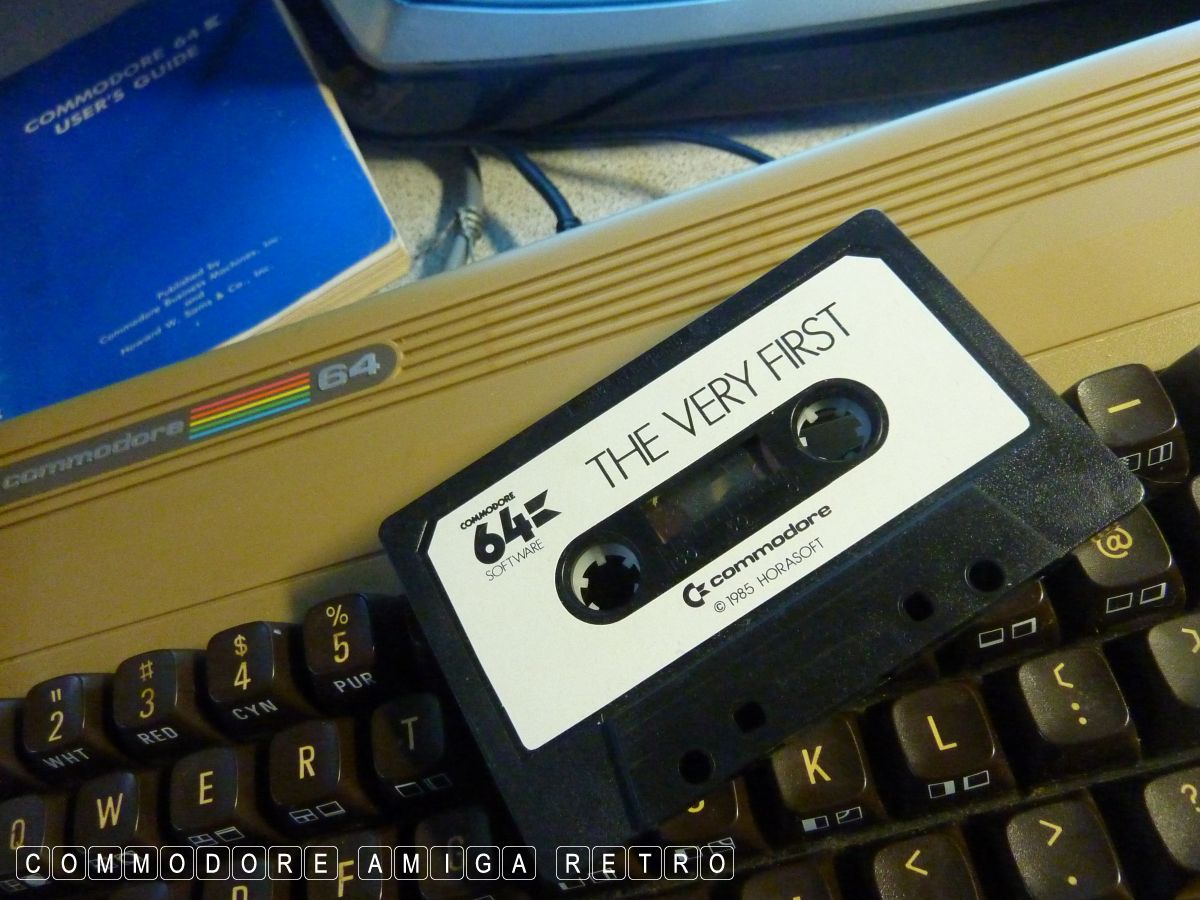 COMMODORE 64
USER'S GUIDE
Published by
Commodore Business Machines, Inc.
and
Howard W. Sams & Co., Inc.
commodore 64
THE VERY FIRST
COMMODORE
64
SOFTWARE
commodore
© 1985 HORASOFT
" # $ %
2 3 4 5
WHT RED CYN PUR
Q W E R T
@
K L [ :
< > .
?
F
COMMODORE AMIGA RETRO